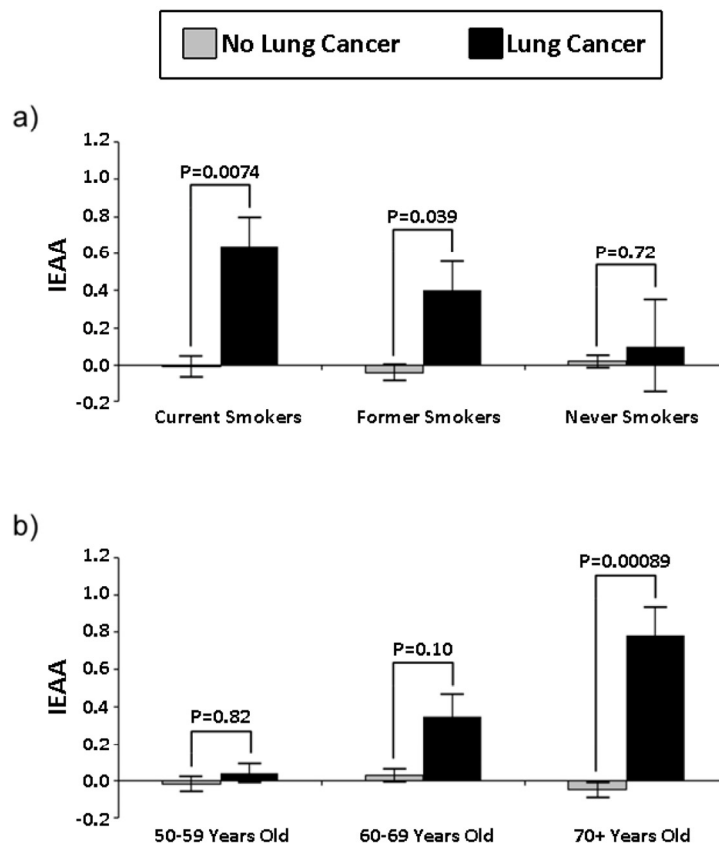 No Lung Cancer Lung Cancer
a)
1.2
1.0
0.8
0.6
0.4
0.2
0.0
-0.2
IEAA
P=0.0074
P=0.039
P=0.72
Current Smokers Former Smokers Never Smokers
b)
1.2
1.0
0.8
0.6
0.4
0.2
0.0
-0.2
IEAA
P=0.82
P=0.10
P=0.00089
50-59 Years Old 60-69 Years Old 70+ Years Old